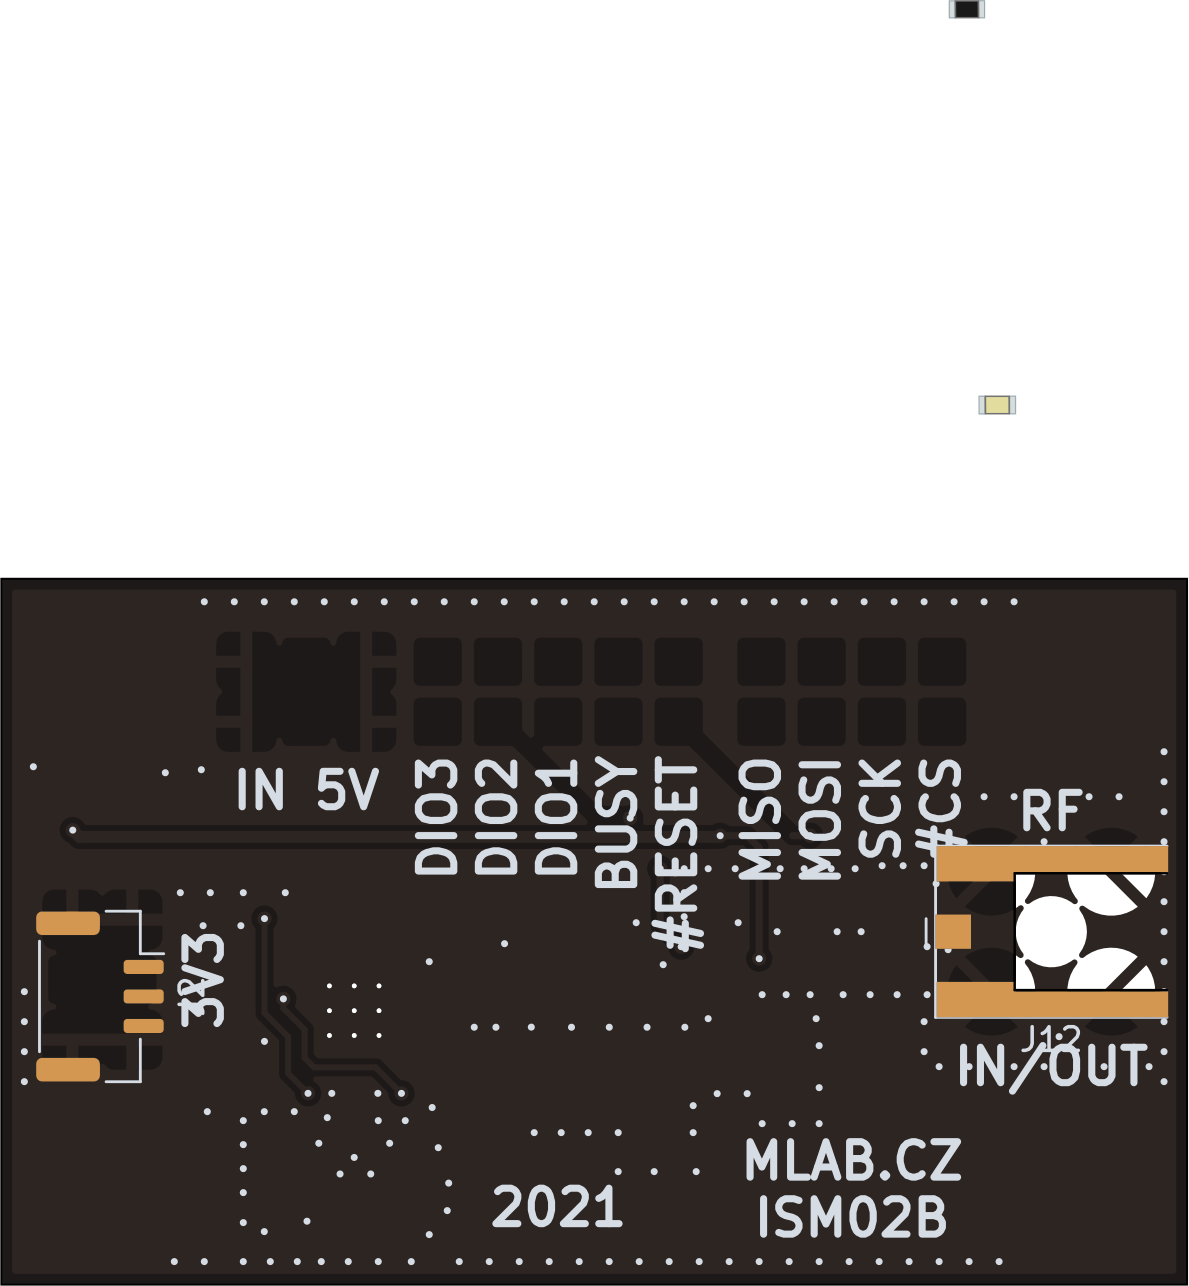 IN 5V
DIO3
DIO2
DIO1
BUSY
#RESET
MISO
MOSI
SCK
#CS
RF
3V3
J12
IN/OUT
MLAB.CZ
2021
ISM02B